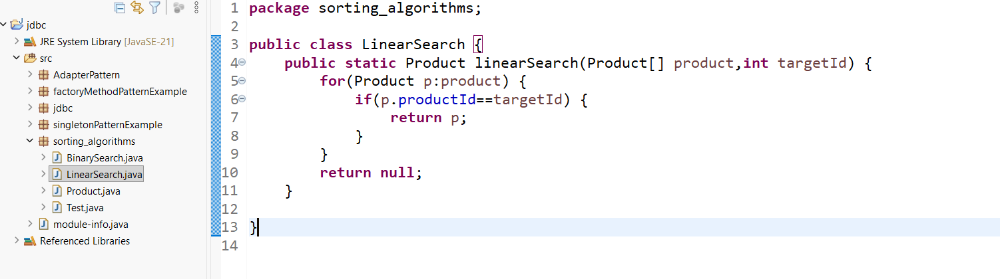 jdbc
JRE System Library [JavaSE-21]
src
AdapterPattern
factoryMethodPatternExample
jdbc
singletonPatternExample
sorting_algorithms
BinarySearch.java
LinearSearch.java
Product.java
Test.java
module-info.java
Referenced Libraries
1 package sorting_algorithms;
2
3 public class LinearSearch {
4     public static Product linearSearch(Product[] product,int targetId) {
5         for(Product p:product) {
6             if(p.productId==targetId) {
7                 return p;
8             }
9         }
10         return null;
11     }
12
13 }
14